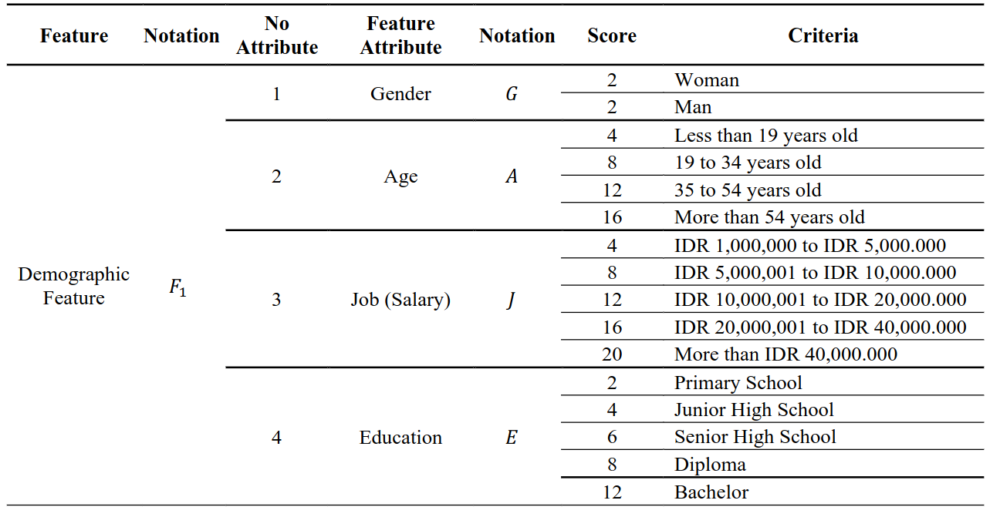 Feature Notation No Attribute Feature Attribute Notation Score Criteria
Demographic Feature F₁ 1 Gender G 2 Woman
2 Man
2 Age A 4 Less than 19 years old
8 19 to 34 years old
12 35 to 54 years old
16 More than 54 years old
3 Job (Salary) J 4 IDR 1,000,000 to IDR 5,000.000
8 IDR 5,000,001 to IDR 10,000.000
12 IDR 10,000,001 to IDR 20,000.000
16 IDR 20,000,001 to IDR 40,000.000
20 More than IDR 40,000.000
4 Education E 2 Primary School
4 Junior High School
6 Senior High School
8 Diploma
12 Bachelor